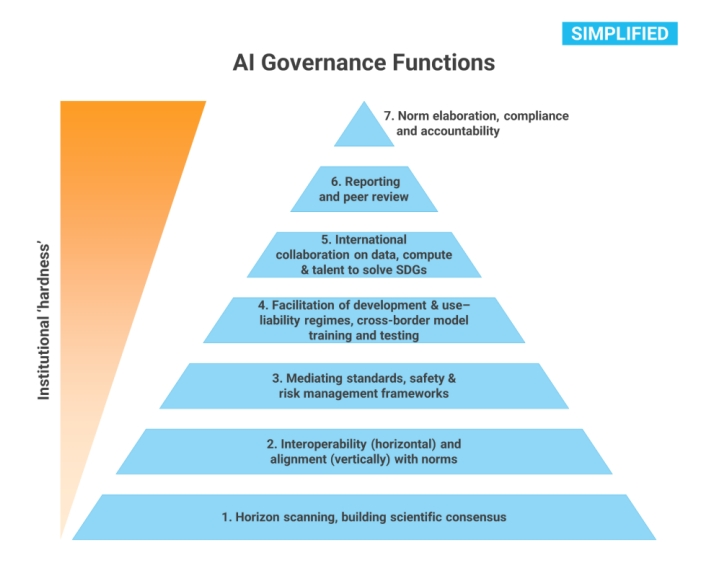 SIMPLIFIED
AI Governance Functions
7. Norm elaboration, compliance
and accountability
6. Reporting
and peer review
5. International
collaboration on data, compute
& talent to solve SDGs
4. Facilitation of development & use–
liability regimes, cross-border model
training and testing
3. Mediating standards, safety &
risk management frameworks
2. Interoperability (horizontal) and
alignment (vertically) with norms
1. Horizon scanning, building scientific consensus
Institutional ‘hardness’